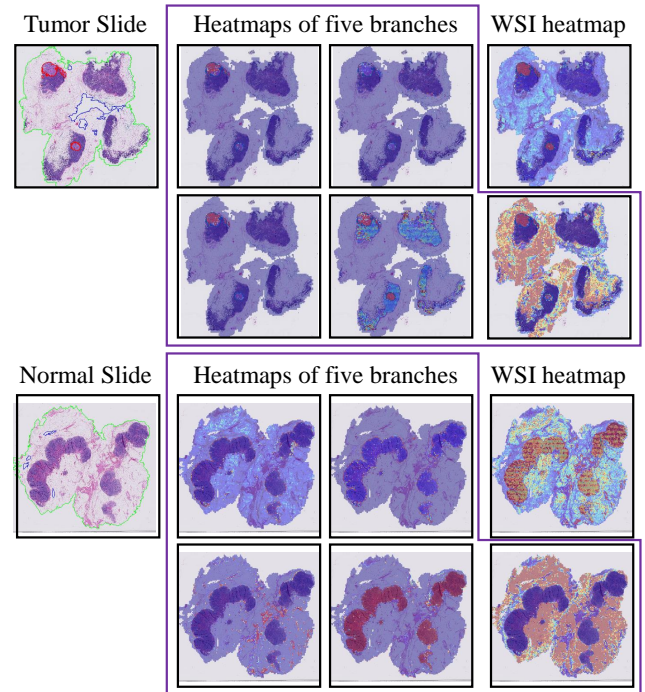 Tumor Slide Heatmaps of five branches WSI heatmap
Normal Slide Heatmaps of five branches WSI heatmap